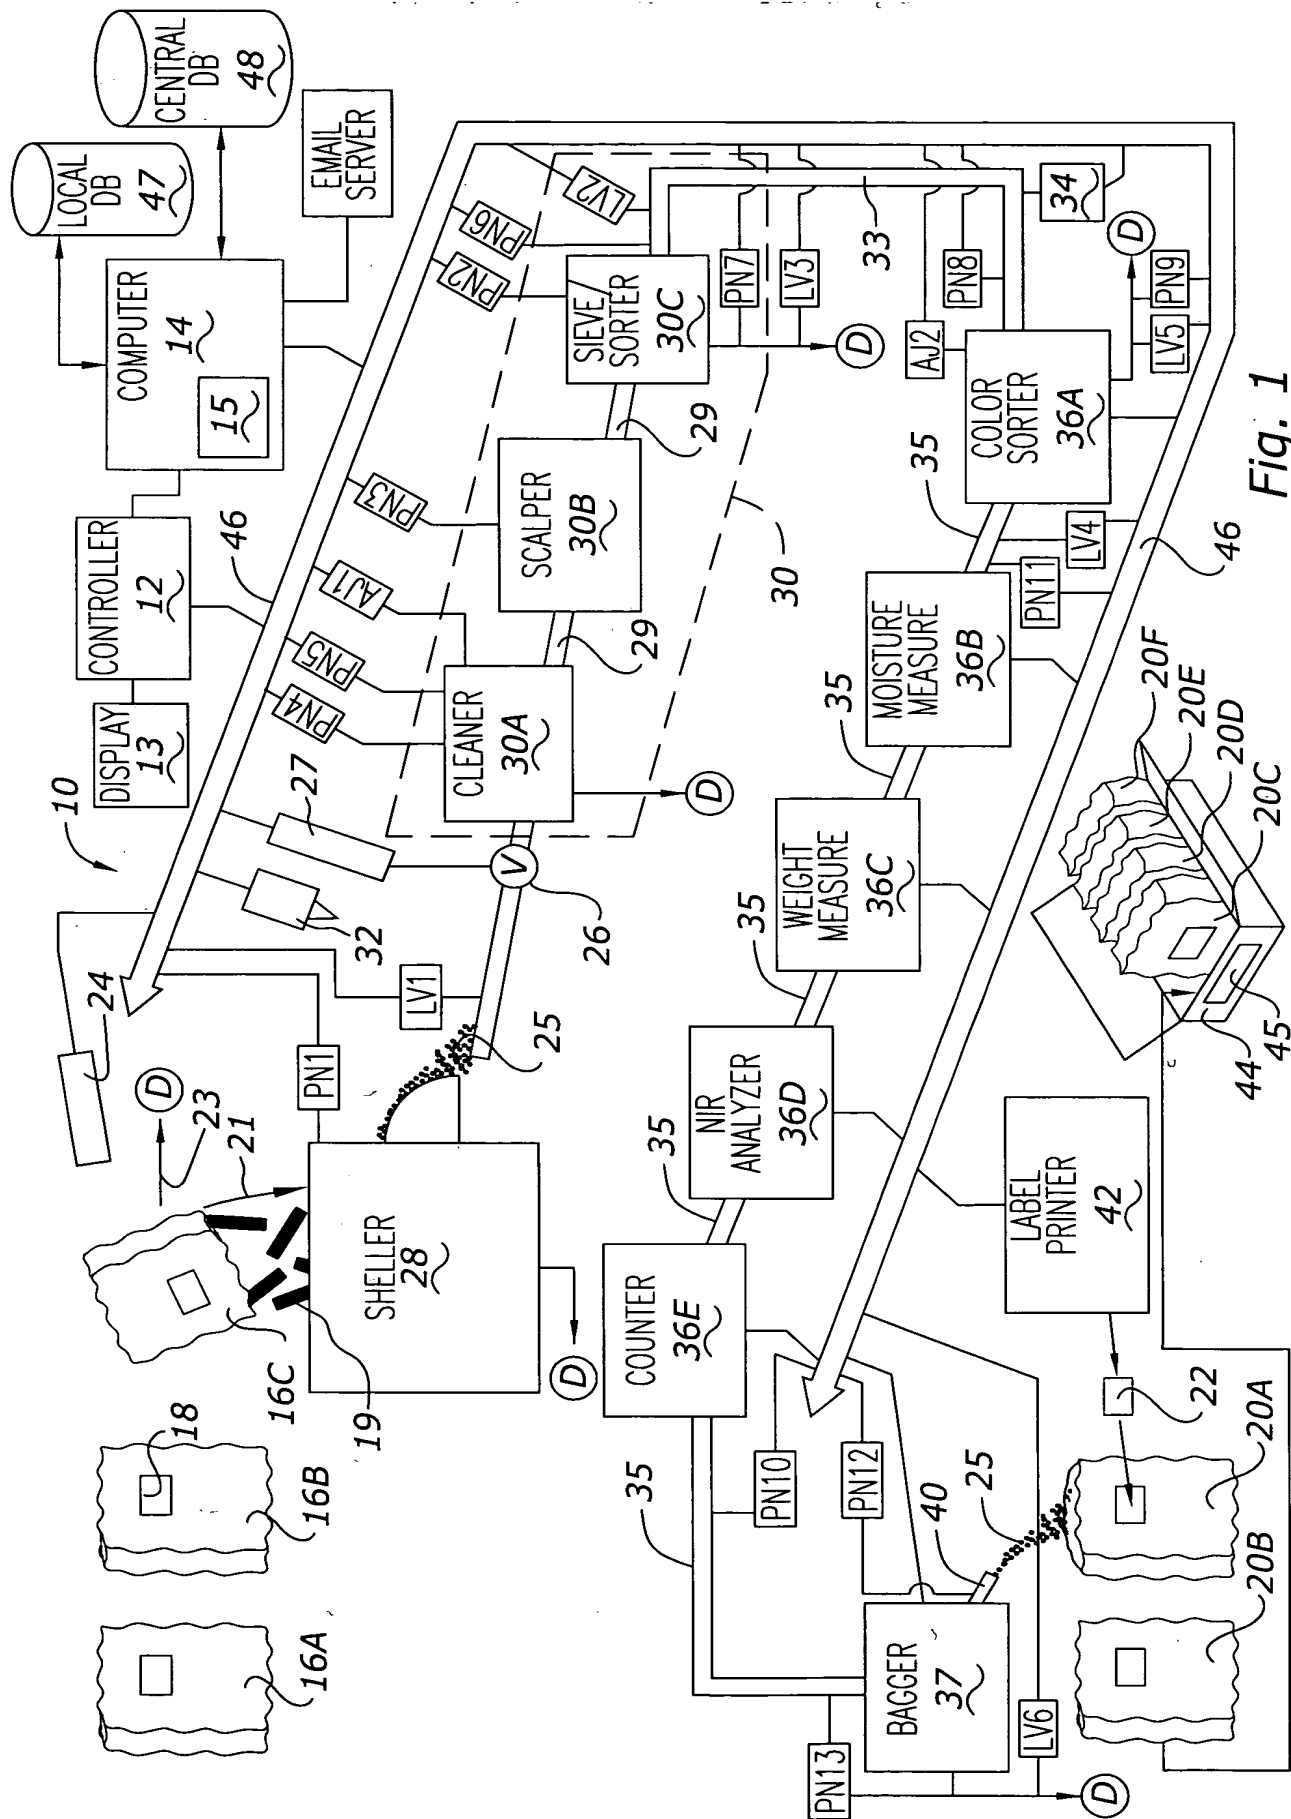 LOCAL
DB
47
CENTRAL
DB
48
EMAIL
SERVER
COMPUTER
14
15
CONTROLLER
12
DISPLAY
13
10
46
24
D
23
21
16C
19
18
16B
16A
SHELLER
28
D
PN1
LV1
25
32
27
V
26
PN4
PN5
AJ1
PN3
PN2
PN6
LV2
CLEANER
30A
D
29
SCALPER
30B
29
SIEVE
SORTER
30C
30
PN7
LV3
D
33
34
AJ2
PN8
D
PN9
LV5
COLOR
SORTER
36A
35
LV4
PN11
46
MOISTURE
MEASURE
36B
35
WEIGHT
MEASURE
36C
35
NIR
ANALYZER
36D
35
COUNTER
36E
35
PN10
PN12
40
25
BAGGER
37
PN13
LV6
D
LABEL
PRINTER
42
22
20A
20B
20F
20E
20D
20C
44
45
Fig. 1